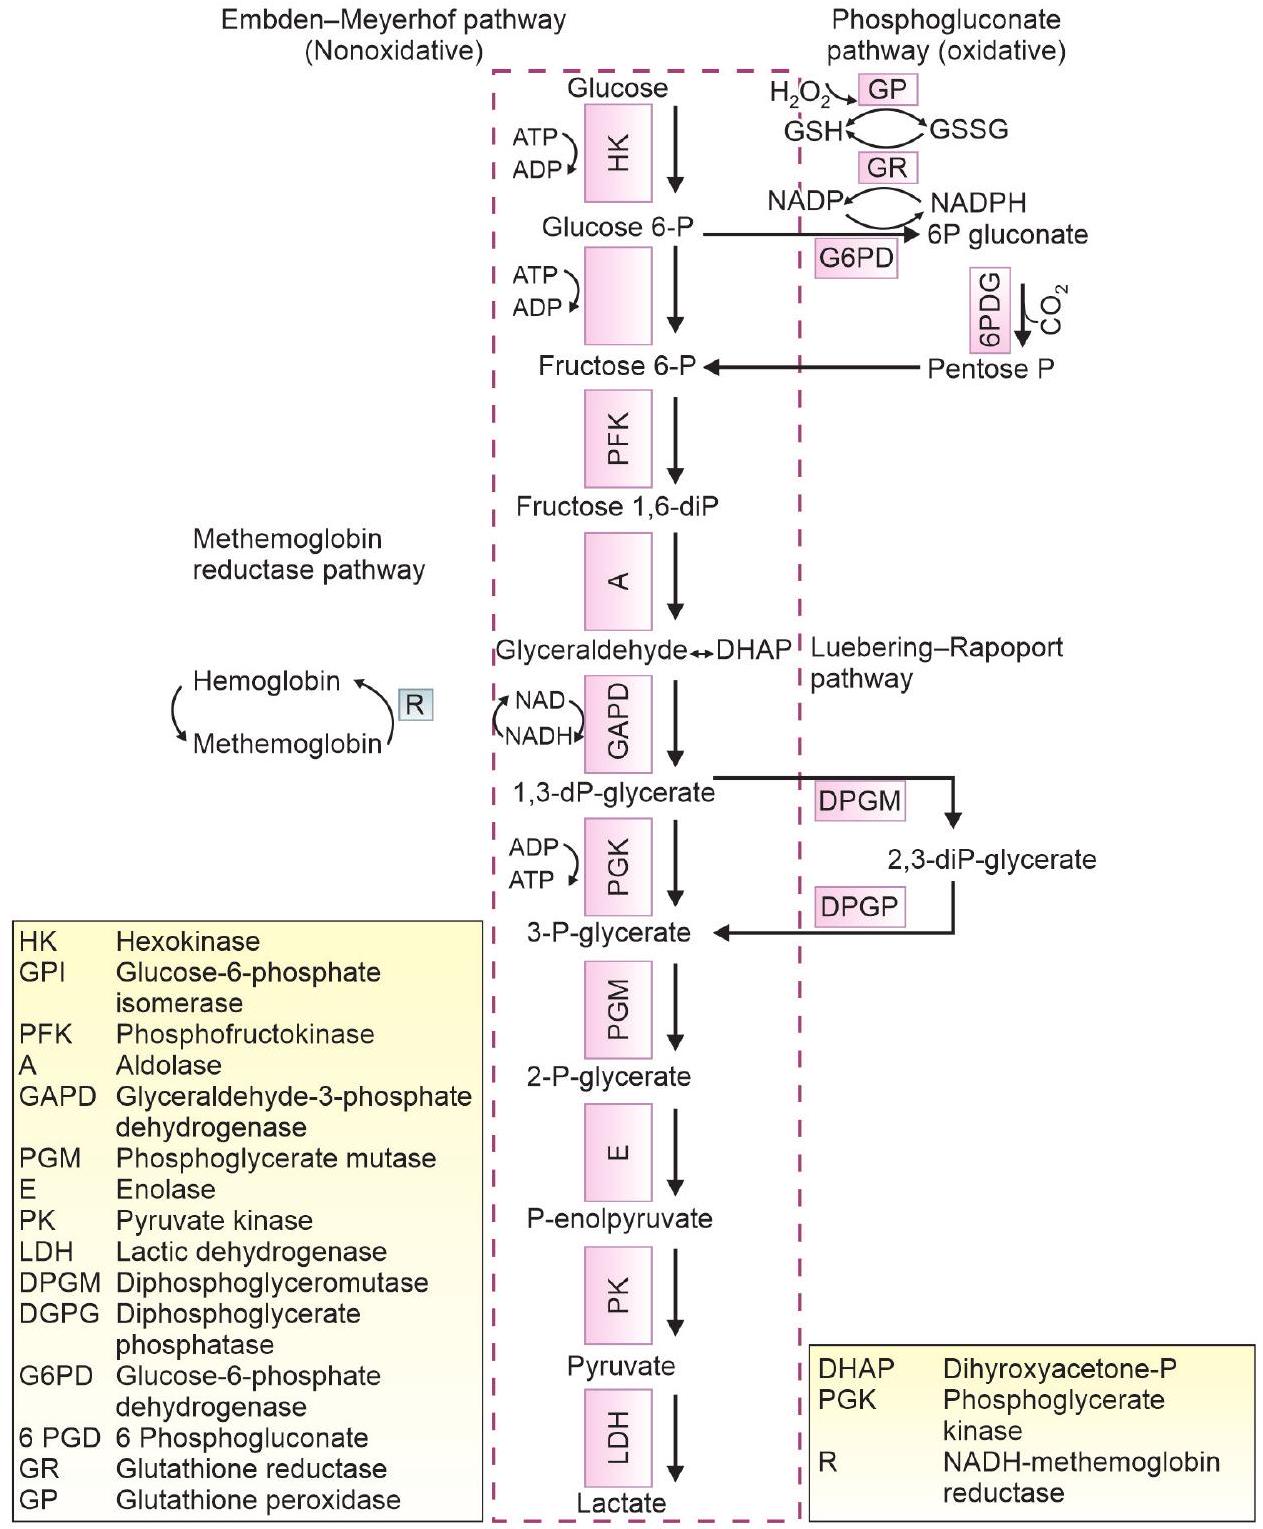 Embden–Meyerhof pathway
(Nonoxidative)
Phosphogluconate
pathway (oxidative)
Glucose
H2O2
GP
ATP
ADP
HK
GSH
GSSG
GR
NADP
NADPH
Glucose 6-P
6P gluconate
G6PD
ATP
ADP
6PDG
CO2
Fructose 6-P
Pentose P
PFK
Fructose 1,6-diP
Methemoglobin
reductase pathway
A
Glyceraldehyde
DHAP
Luebering–Rapoport
pathway
Hemoglobin
R
Methemoglobin
NAD
NADH
GAPD
1,3-dP-glycerate
DPGM
ADP
ATP
PGK
2,3-diP-glycerate
DPGP
3-P-glycerate
PGM
2-P-glycerate
E
P-enolpyruvate
PK
Pyruvate
LDH
Lactate
HK Hexokinase
GPI Glucose-6-phosphate
isomerase
PFK Phosphofructokinase
A Aldolase
GAPD Glyceraldehyde-3-phosphate
dehydrogenase
PGM Phosphoglycerate mutase
E Enolase
PK Pyruvate kinase
LDH Lactic dehydrogenase
DPGM Diphosphoglyceromutase
DGPG Diphosphoglycerate
phosphatase
G6PD Glucose-6-phosphate
dehydrogenase
6 PGD 6 Phosphogluconate
GR Glutathione reductase
GP Glutathione peroxidase
DHAP Dihyroxyacetone-P
PGK Phosphoglycerate
kinase
R NADH-methemoglobin
reductase